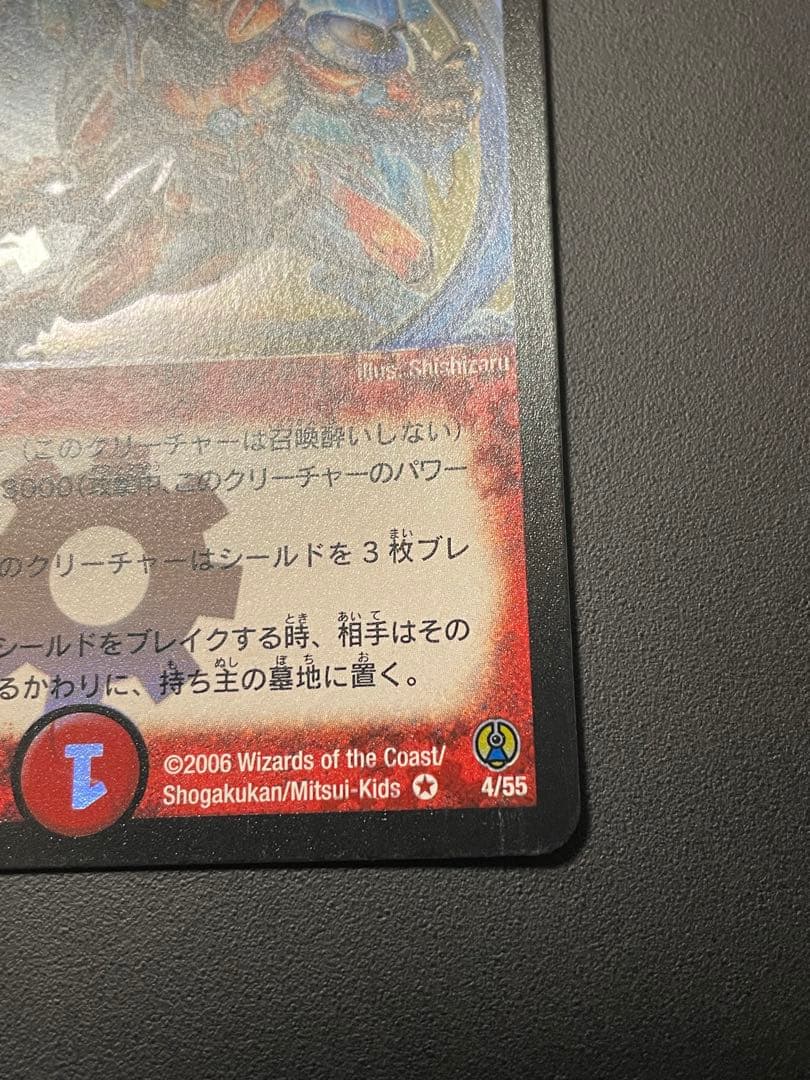 illus. Shishizaru
(このクリーチャーは召喚酔いしない)
3000(攻撃中、このクリーチャーのパワー
のクリーチャーはシールドを3枚ブレ
シールドをブレイクする時、相手はその
るかわりに、持ち主の墓地に置く。
1
©2006 Wizards of the Coast/
Shogakukan/Mitsui-Kids
4/55